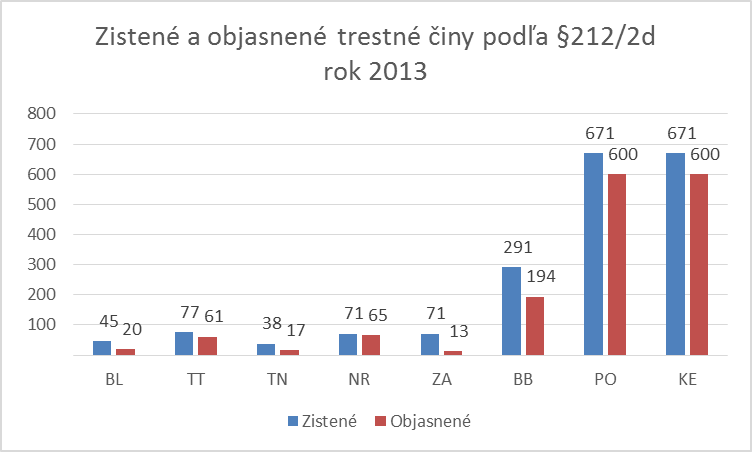 Zistené a objasnené trestné činy podľa §212/2d
rok 2013
800
700
600
500
400
300
200
100
45 20 77 61 38 17 71 65 71 13 291 194 671 600 671 600
BL TT TN NR ZA BB PO KE
Zistené Objasnené